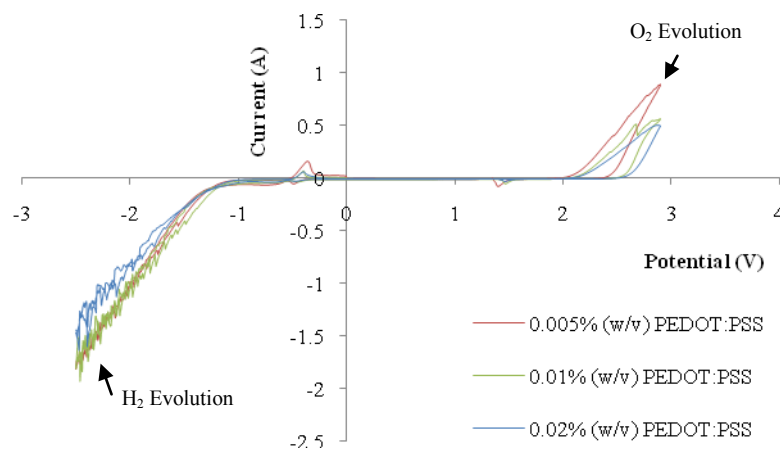 1.5
O2 Evolution
Current (A)
1
0.5
0
-3
-2
-1
0
1
2
3
4
-0.5
Potential (V)
-1
0.005% (w/v) PEDOT:PSS
-1.5
0.01% (w/v) PEDOT:PSS
-2
H2 Evolution
0.02% (w/v) PEDOT:PSS
-2.5